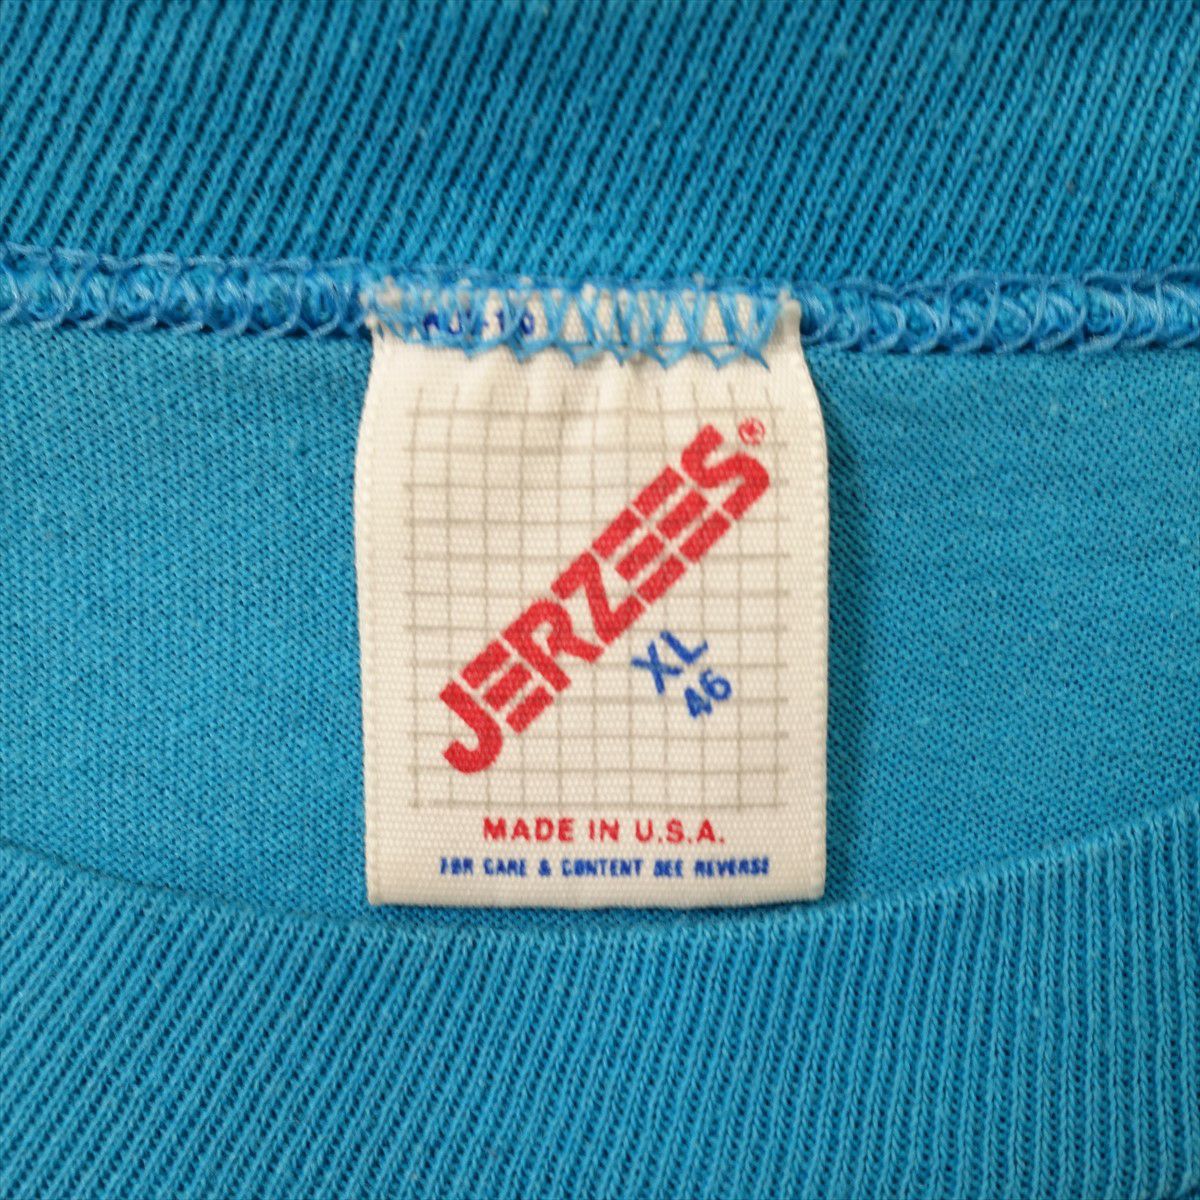 JERZEES®
XL
46
MADE IN U.S.A.
FOR CARE & CONTENT SEE REVERSE